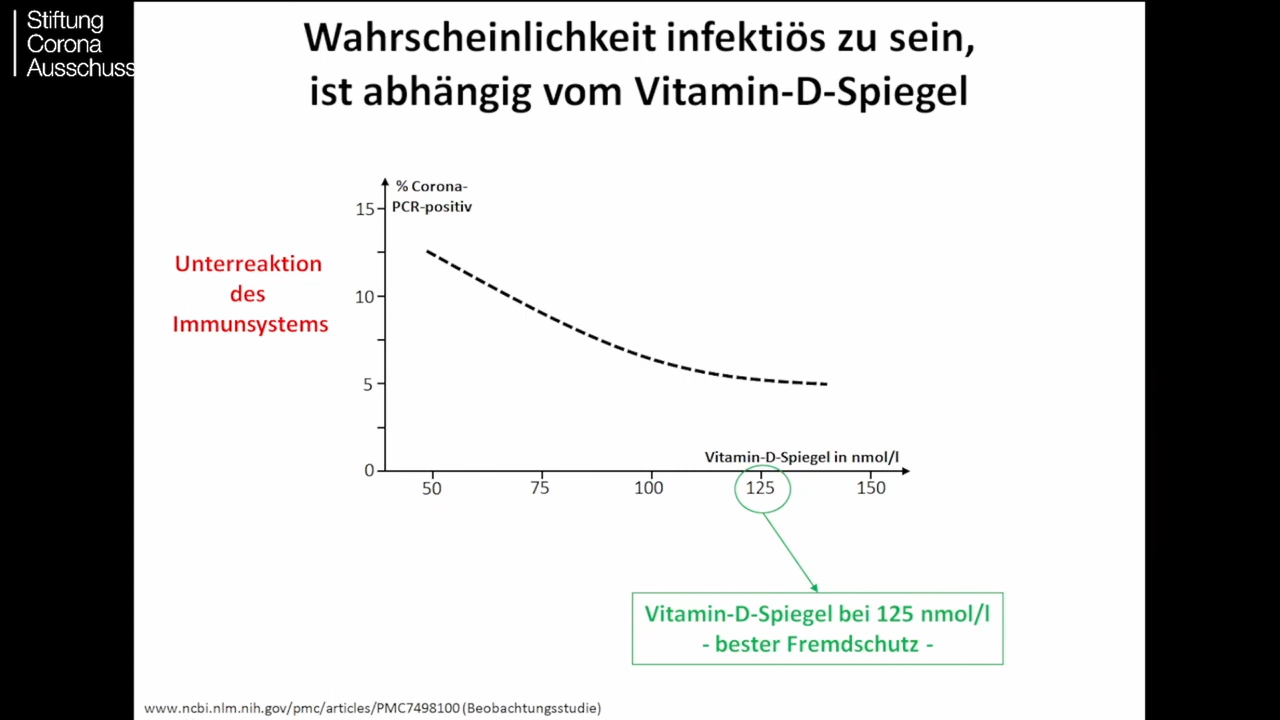 Stiftung
Corona
Ausschuss
Wahrscheinlichkeit infektiös zu sein,
ist abhängig vom Vitamin-D-Spiegel
% Corona-
PCR-positiv
15
10
5
0
Unterreaktion
des
Immunsystems
Vitamin-D-Spiegel in nmol/l
50 75 100 125 150
Vitamin-D-Spiegel bei 125 nmol/l
- bester Fremdschutz -
www.ncbi.nlm.nih.gov/pmc/articles/PMC7498100 (Beobachtungsstudie)